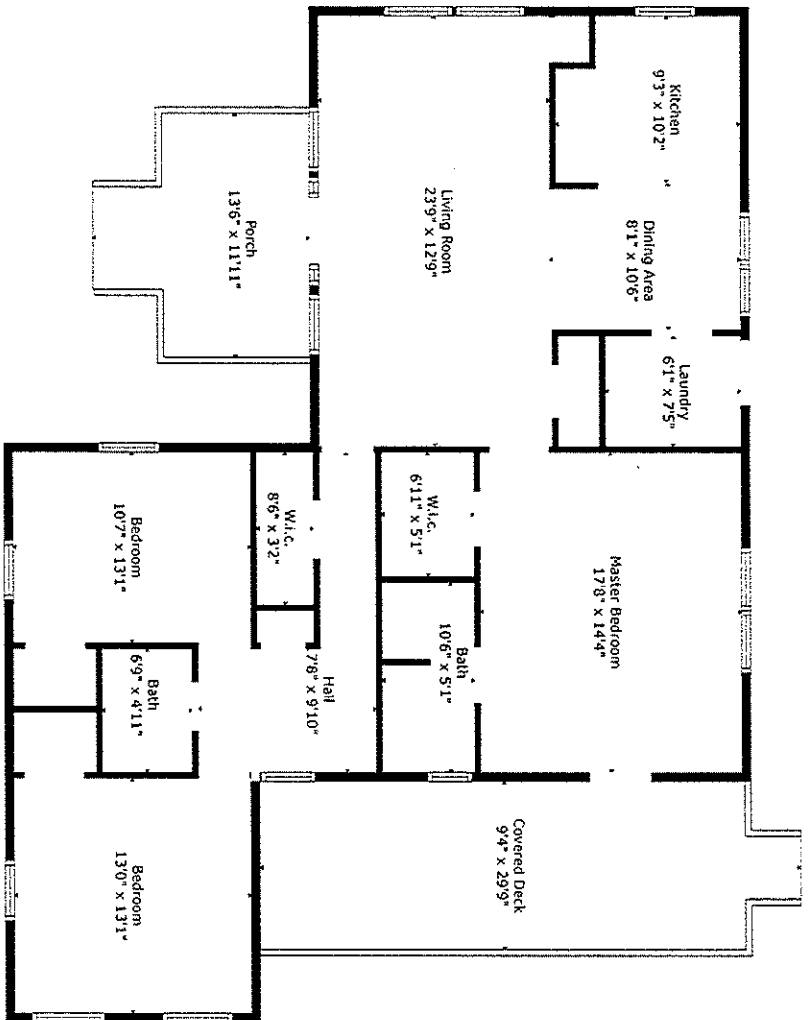 Kitchen
9'3" x 10'2"
Dining Area
8'1" x 10'6"
Laundry
6'1" x 7'5"
Living Room
23'9" x 12'9"
Porch
13'6" x 11'11"
Master Bedroom
17'8" x 14'4"
W.I.C.
6'11" x 5'1"
Bath
10'6" x 5'1"
W.I.C.
8'6" x 3'2"
Hall
7'8" x 9'10"
Bedroom
10'7" x 13'1"
Bath
6'9" x 4'11"
Covered Deck
9'4" x 29'9"
Bedroom
13'0" x 13'1"